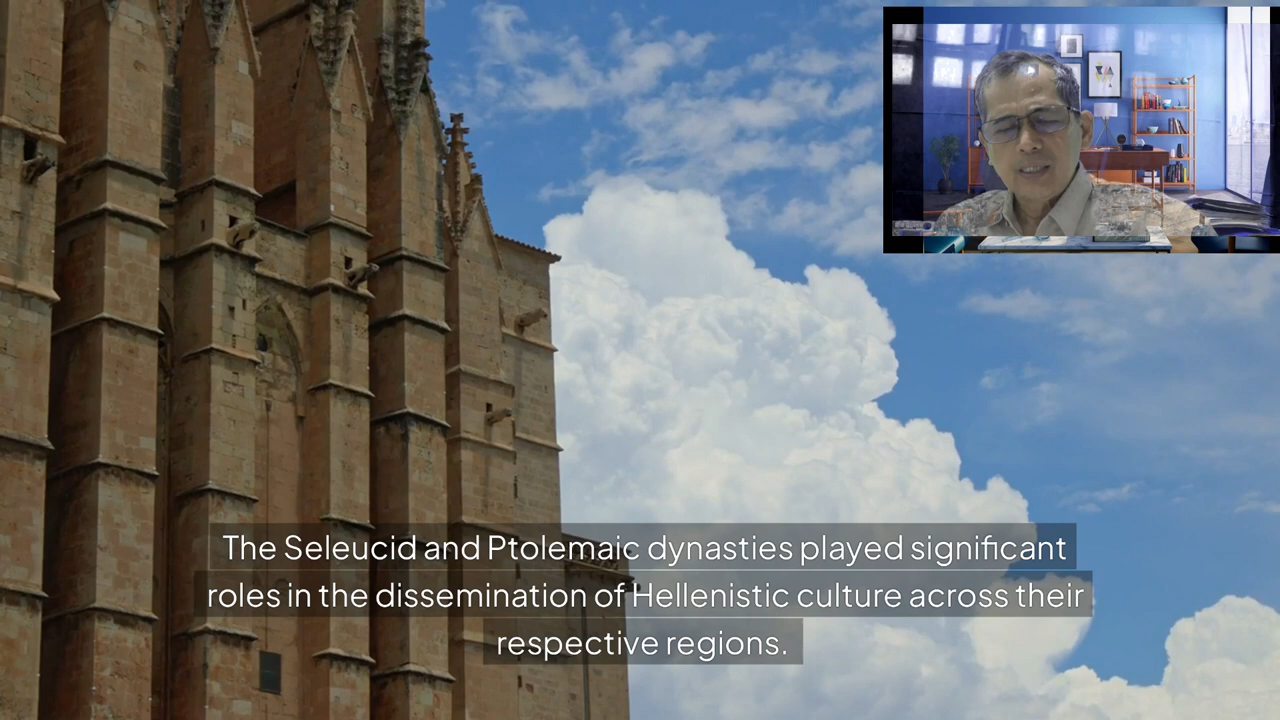 The Seleucid and Ptolemaic dynasties played significant
roles in the dissemination of Hellenistic culture across their
respective regions.